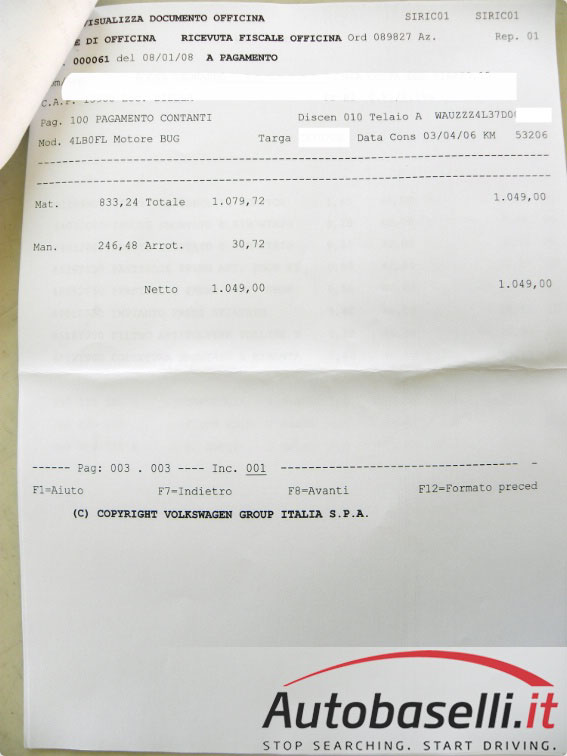 VISUALIZZA DOCUMENTO OFFICINA SIRIC01 SIRIC01
E DI OFFICINA RICEVUTA FISCALE OFFICINA Ord 089827 Az. Rep. 01
000061 del 08/01/08 A PAGAMENTO
Pag. 100 PAGAMENTO CONTANTI Discen 010 Telaio A WAUZZZ4L37D0
Mod. 4LB0FL Motore BUG Targa Data Cons 03/04/06 KM 53206
Mat. 833,24 Totale 1.079,72 1.049,00
Man. 246,48 Arrot. 30,72
Netto 1.049,00 1.049,00
------ Pag: 003 . 003 ---- Inc. 001 ---------------------------------- -
F1=Aiuto F7=Indietro F8=Avanti F12=Formato preced
(C) COPYRIGHT VOLKSWAGEN GROUP ITALIA S.P.A.
Autobaselli.it
STOP SEARCHING. START DRIVING.